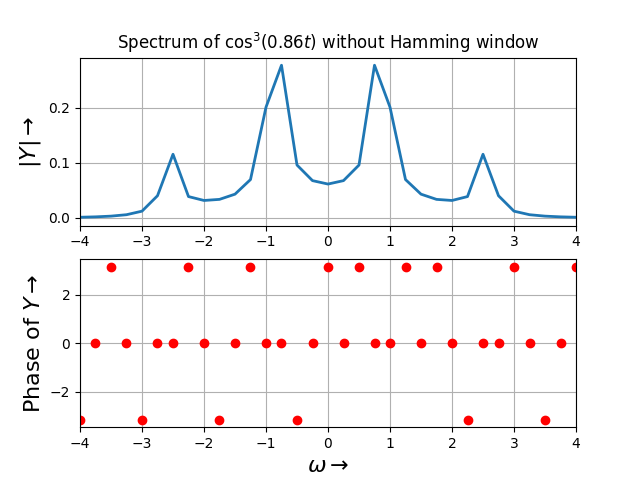 Spectrum of cos³(0.86t) without Hamming window
|Y|→
0.2
0.1
0.0
−4 −3 −2 −1 0 1 2 3 4
Phase of Y→
2
0
−2
−4 −3 −2 −1 0 1 2 3 4
ω→